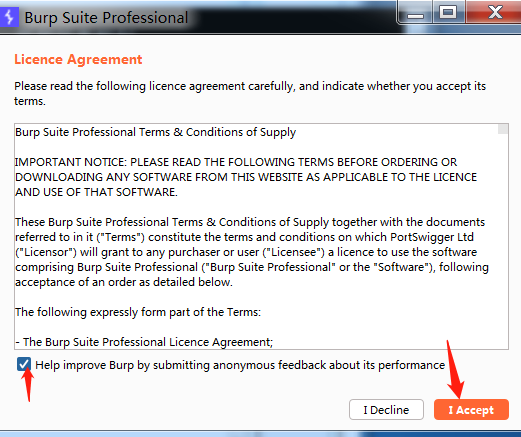 Burp Suite Professional
Licence Agreement
Please read the following licence agreement carefully, and indicate whether you accept its
terms.
Burp Suite Professional Terms & Conditions of Supply
IMPORTANT NOTICE: PLEASE READ THE FOLLOWING TERMS BEFORE ORDERING OR
DOWNLOADING ANY SOFTWARE FROM THIS WEBSITE AS APPLICABLE TO THE LICENCE
AND USE OF THAT SOFTWARE.
These Burp Suite Professional Terms & Conditions of Supply together with the documents
referred to in it ("Terms") constitute the terms and conditions on which PortSwigger Ltd
("Licensor") will grant to any purchaser or user ("Licensee") a licence to use the software
comprising Burp Suite Professional ("Burp Suite Professional" or the "Software"), following
acceptance of an order as detailed below.
The following expressly form part of the Terms:
- The Burp Suite Professional Licence Agreement;
Help improve Burp by submitting anonymous feedback about its performance
I Decline
I Accept